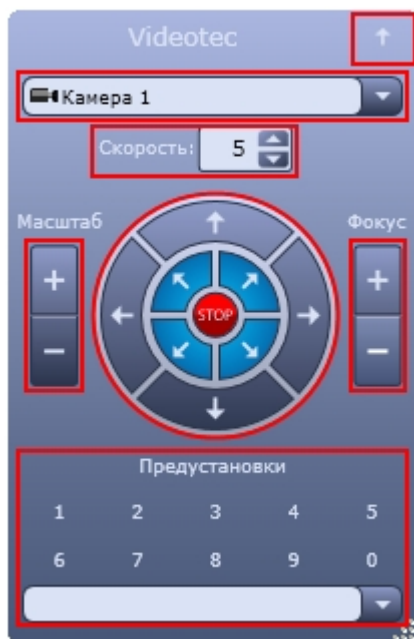 Videotec
Камера 1
Скорость: 5
Масштаб Фокус
+ +
STOP
− −
Предустановки
1 2 3 4 5
6 7 8 9 0